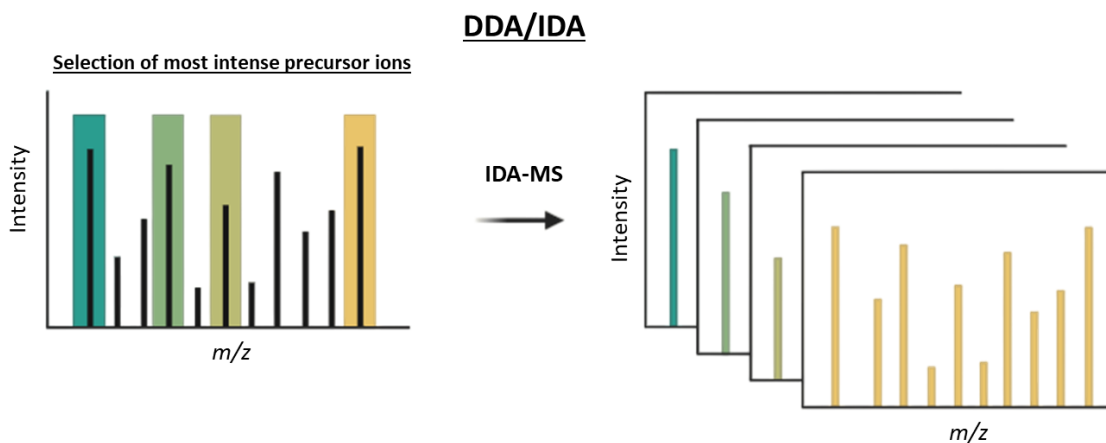 DDA/IDA
Selection of most intense precursor ions
Intensity
m/z
IDA-MS
Intensity
m/z